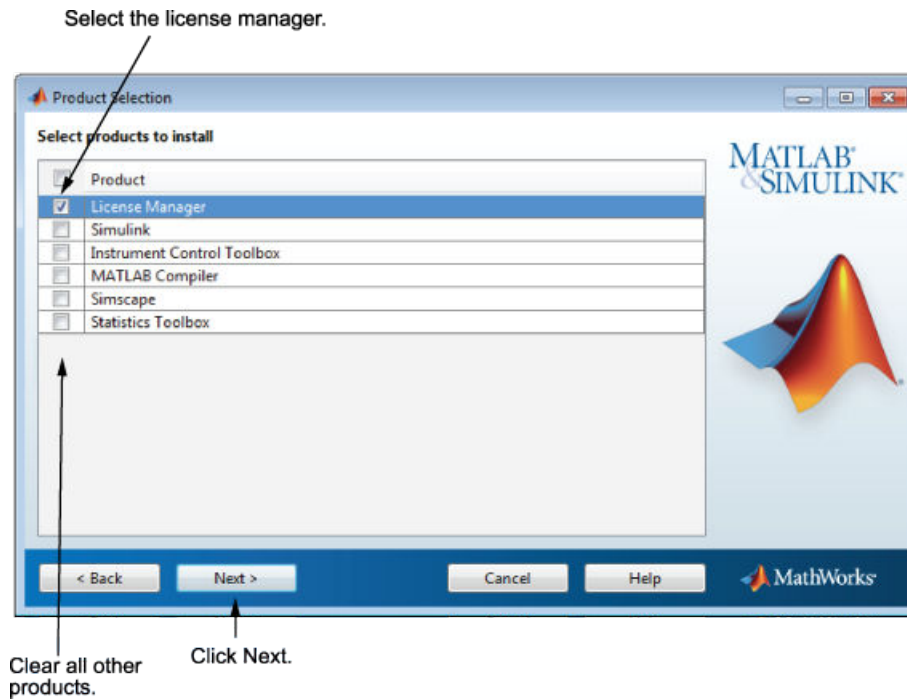 Select the license manager.
Product Selection
Select products to install
Product
License Manager
Simulink
Instrument Control Toolbox
MATLAB Compiler
Simscape
Statistics Toolbox
MATLAB®
&SIMULINK®
< Back
Next >
Cancel
Help
MathWorks®
Clear all other
products.
Click Next.